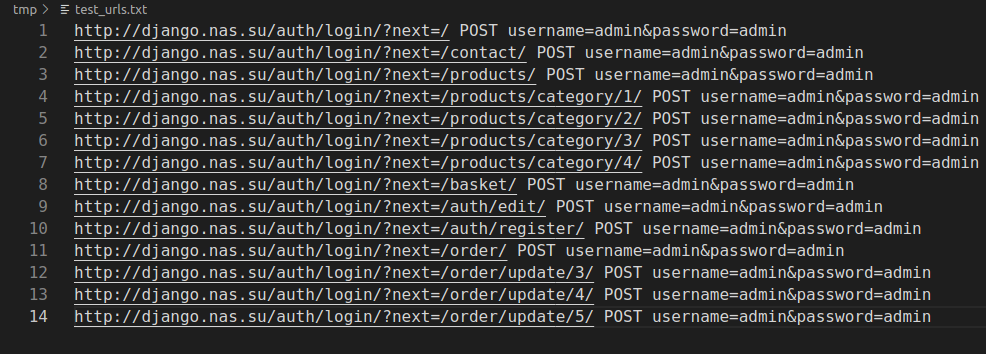 tmp > test_urls.txt
1 http://django.nas.su/auth/login/?next=/ POST username=admin&password=admin
2 http://django.nas.su/auth/login/?next=/contact/ POST username=admin&password=admin
3 http://django.nas.su/auth/login/?next=/products/ POST username=admin&password=admin
4 http://django.nas.su/auth/login/?next=/products/category/1/ POST username=admin&password=admin
5 http://django.nas.su/auth/login/?next=/products/category/2/ POST username=admin&password=admin
6 http://django.nas.su/auth/login/?next=/products/category/3/ POST username=admin&password=admin
7 http://django.nas.su/auth/login/?next=/products/category/4/ POST username=admin&password=admin
8 http://django.nas.su/auth/login/?next=/basket/ POST username=admin&password=admin
9 http://django.nas.su/auth/login/?next=/auth/edit/ POST username=admin&password=admin
10 http://django.nas.su/auth/login/?next=/auth/register/ POST username=admin&password=admin
11 http://django.nas.su/auth/login/?next=/order/ POST username=admin&password=admin
12 http://django.nas.su/auth/login/?next=/order/update/3/ POST username=admin&password=admin
13 http://django.nas.su/auth/login/?next=/order/update/4/ POST username=admin&password=admin
14 http://django.nas.su/auth/login/?next=/order/update/5/ POST username=admin&password=admin